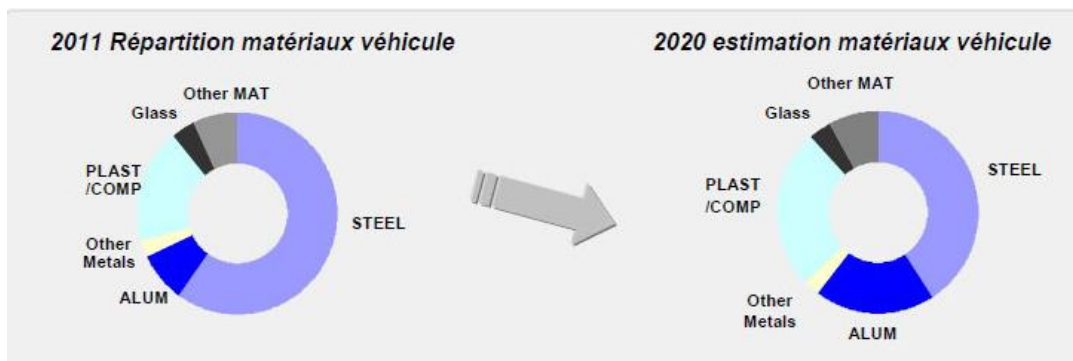 2011 Répartition matériaux véhicule
Other MAT
Glass
PLAST
/COMP
STEEL
Other
Metals
ALUM
2020 estimation matériaux véhicule
Other MAT
Glass
STEEL
PLAST
/COMP
Other
Metals
ALUM